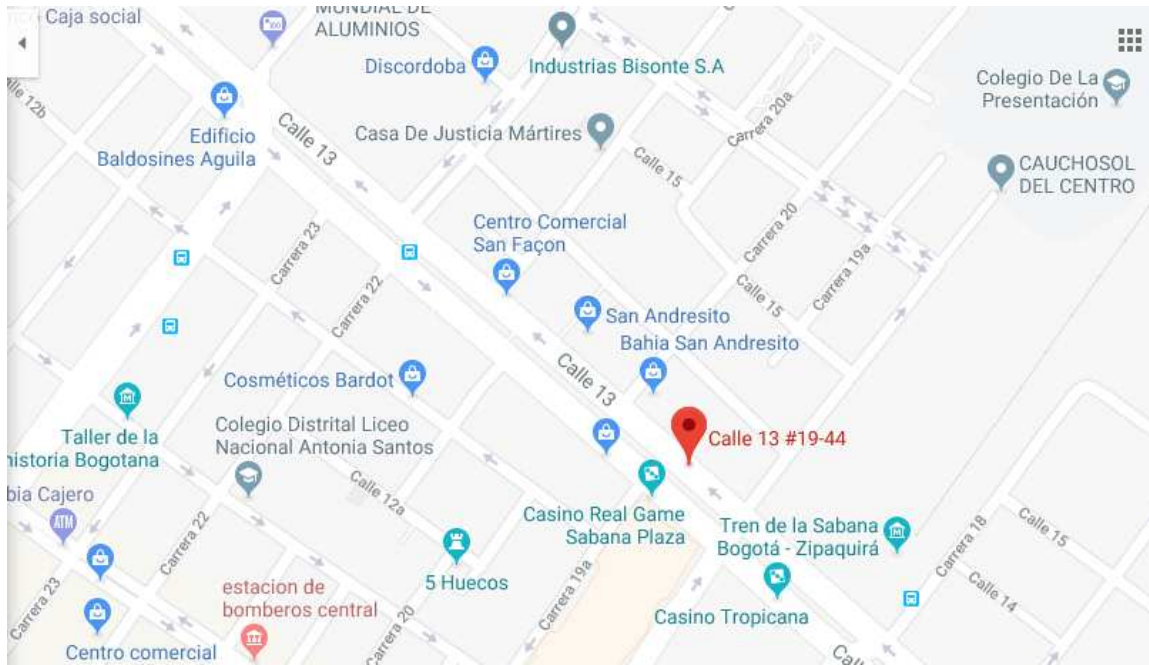 Caja social
MUNDIAL DE
ALUMINIOS
Discordoba
Industrias Bisonte S.A
Colegio De La
Presentación
Calle 12b
Edificio
Baldosines Aguila
Calle 13
Casa De Justicia Mártires
Carrera 20a
Calle 15
CAUCHOSOL
DEL CENTRO
Centro Comercial
San Façon
Carrera 23
Carrera 20
Carrera 19a
Carrera 22
Calle 15
San Andresito
Bahia San Andresito
Calle 13
Cosméticos Bardot
Colegio Distrital Liceo
Nacional Antonia Santos
Taller de la
historia Bogotana
Calle 13 #19-44
Calle 12a
Cajero
ATM
Casino Real Game
Sabana Plaza
Tren de la Sabana
Bogotá - Zipaquirá
Calle 15
Carrera 22
Carrera 18
5 Huecos
estacion de
bomberos central
Carrera 23
Carrera 20
Carrera 19a
Calle 14
Casino Tropicana
Centro comercial